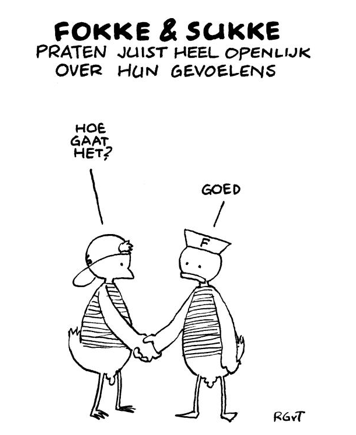 FOKKE & SUKKE
PRATEN JUIST HEEL OPENLIJK
OVER HUN GEVOELENS
HOE
GAAT
HET?
GOED
F
RGvT